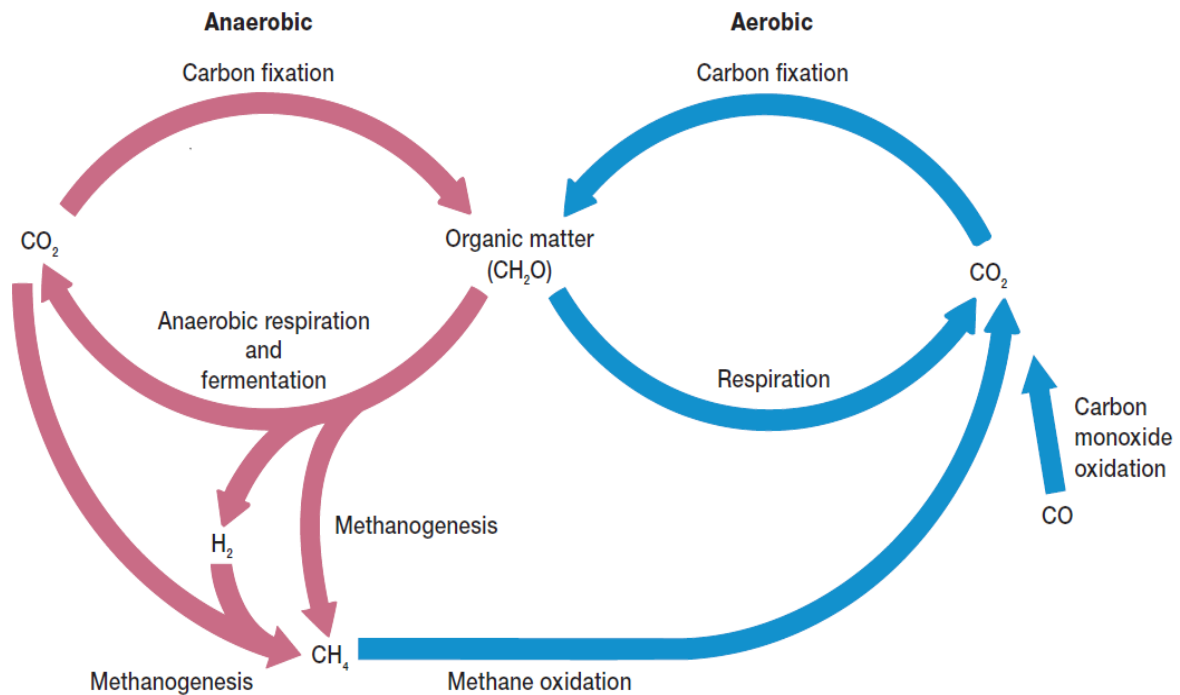 Anaerobic
Aerobic
Carbon fixation
Carbon fixation
CO₂
Organic matter
(CH₂O)
CO₂
Anaerobic respiration
and
fermentation
Respiration
Carbon
monoxide
oxidation
CO
Methanogenesis
H₂
CH₄
Methanogenesis
Methane oxidation